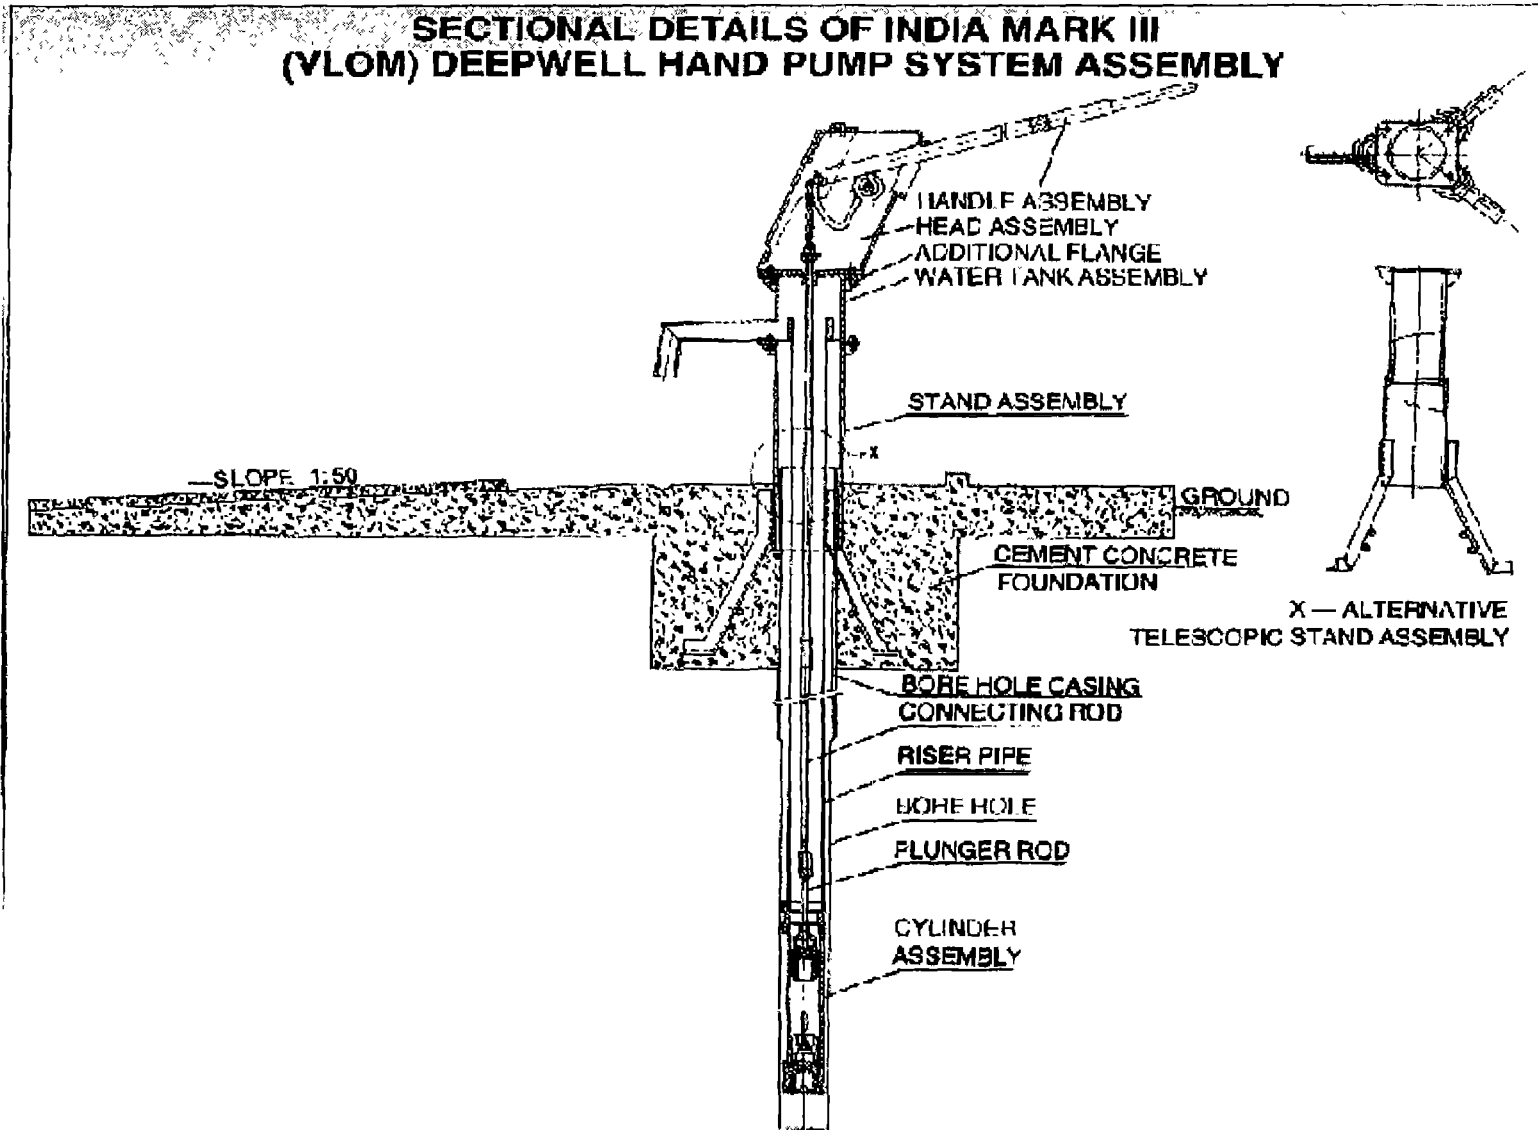 SECTIONAL DETAILS OF INDIA MARK III
(VLOM) DEEPWELL HAND PUMP SYSTEM ASSEMBLY
HANDLE ASSEMBLY
HEAD ASSEMBLY
ADDITIONAL FLANGE
WATER TANK ASSEMBLY
STAND ASSEMBLY
X
SLOPE 1:50
GROUND
CEMENT CONCRETE
FOUNDATION
X — ALTERNATIVE
TELESCOPIC STAND ASSEMBLY
BORE HOLE CASING
CONNECTING ROD
RISER PIPE
BORE HOLE
PLUNGER ROD
CYLINDER
ASSEMBLY